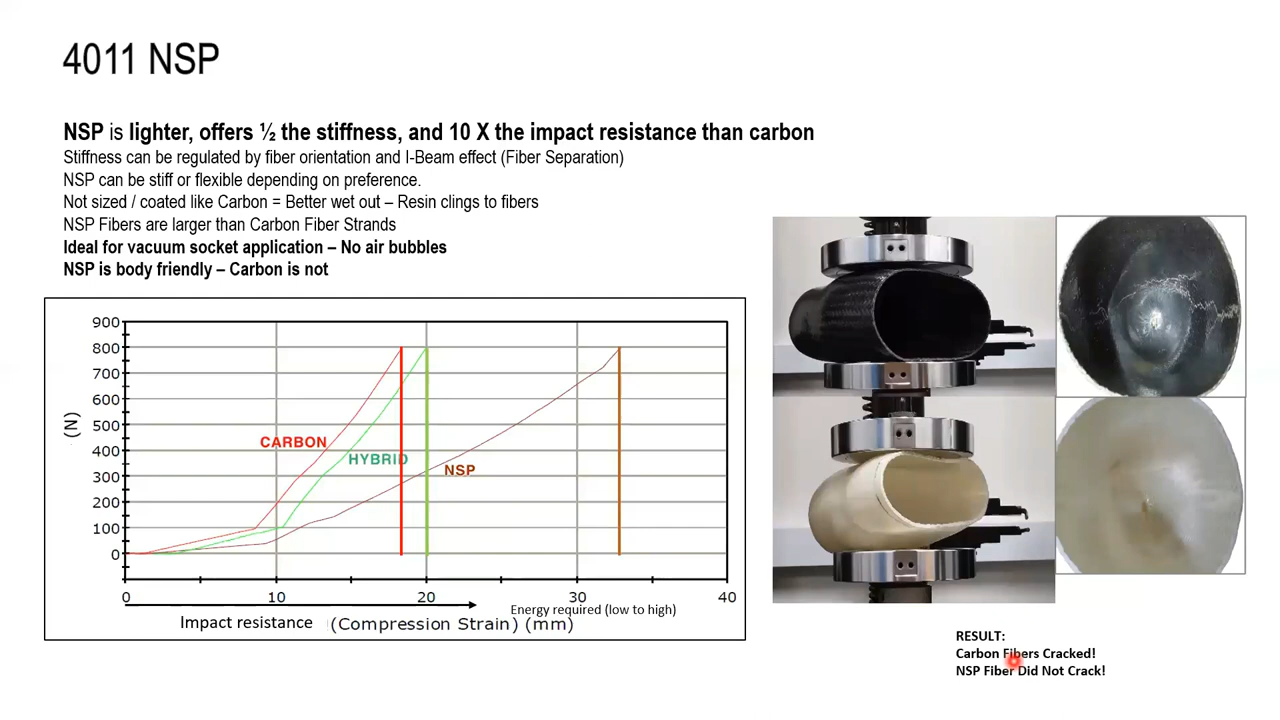 4011 NSP
NSP is lighter, offers ½ the stiffness, and 10 X the impact resistance than carbon
Stiffness can be regulated by fiber orientation and I-Beam effect (Fiber Separation)
NSP can be stiff or flexible depending on preference.
Not sized / coated like Carbon = Better wet out – Resin clings to fibers
NSP Fibers are larger than Carbon Fiber Strands
Ideal for vacuum socket application – No air bubbles
NSP is body friendly – Carbon is not
900
800
700
600
500
400
300
200
100
0
(N)
CARBON
HYBRID
NSP
0 10 20 30 40
Energy required (low to high)
Impact resistance (Compression Strain) (mm)
RESULT:
Carbon Fibers Cracked!
NSP Fiber Did Not Crack!